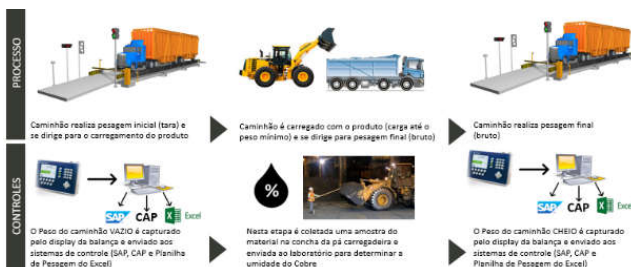 PROCESSO
Caminhão realiza pesagem inicial (tara) e
se dirige para o carregamento do produto
Caminhão é carregado com o produto (carga até o
peso mínimo) e se dirige para pesagem final (bruto)
Caminhão realiza pesagem final
(bruto)
CONTROLES
SAP CAP Excel
O Peso do caminhão VAZIO é capturado
pelo display da balança e enviado aos
sistemas de controle (SAP, CAP e Planilha
de Pesagem do Excel)
%
Nesta etapa é coletada uma amostra do
material na concha da pá carregadeira e
enviada ao laboratório para determinar a
umidade do Cobre
SAP CAP Excel
O Peso do caminhão CHEIO é capturado
pelo display da balança e enviado aos
sistemas de controle (SAP, CAP e
Planilha de Pesagem do Excel)